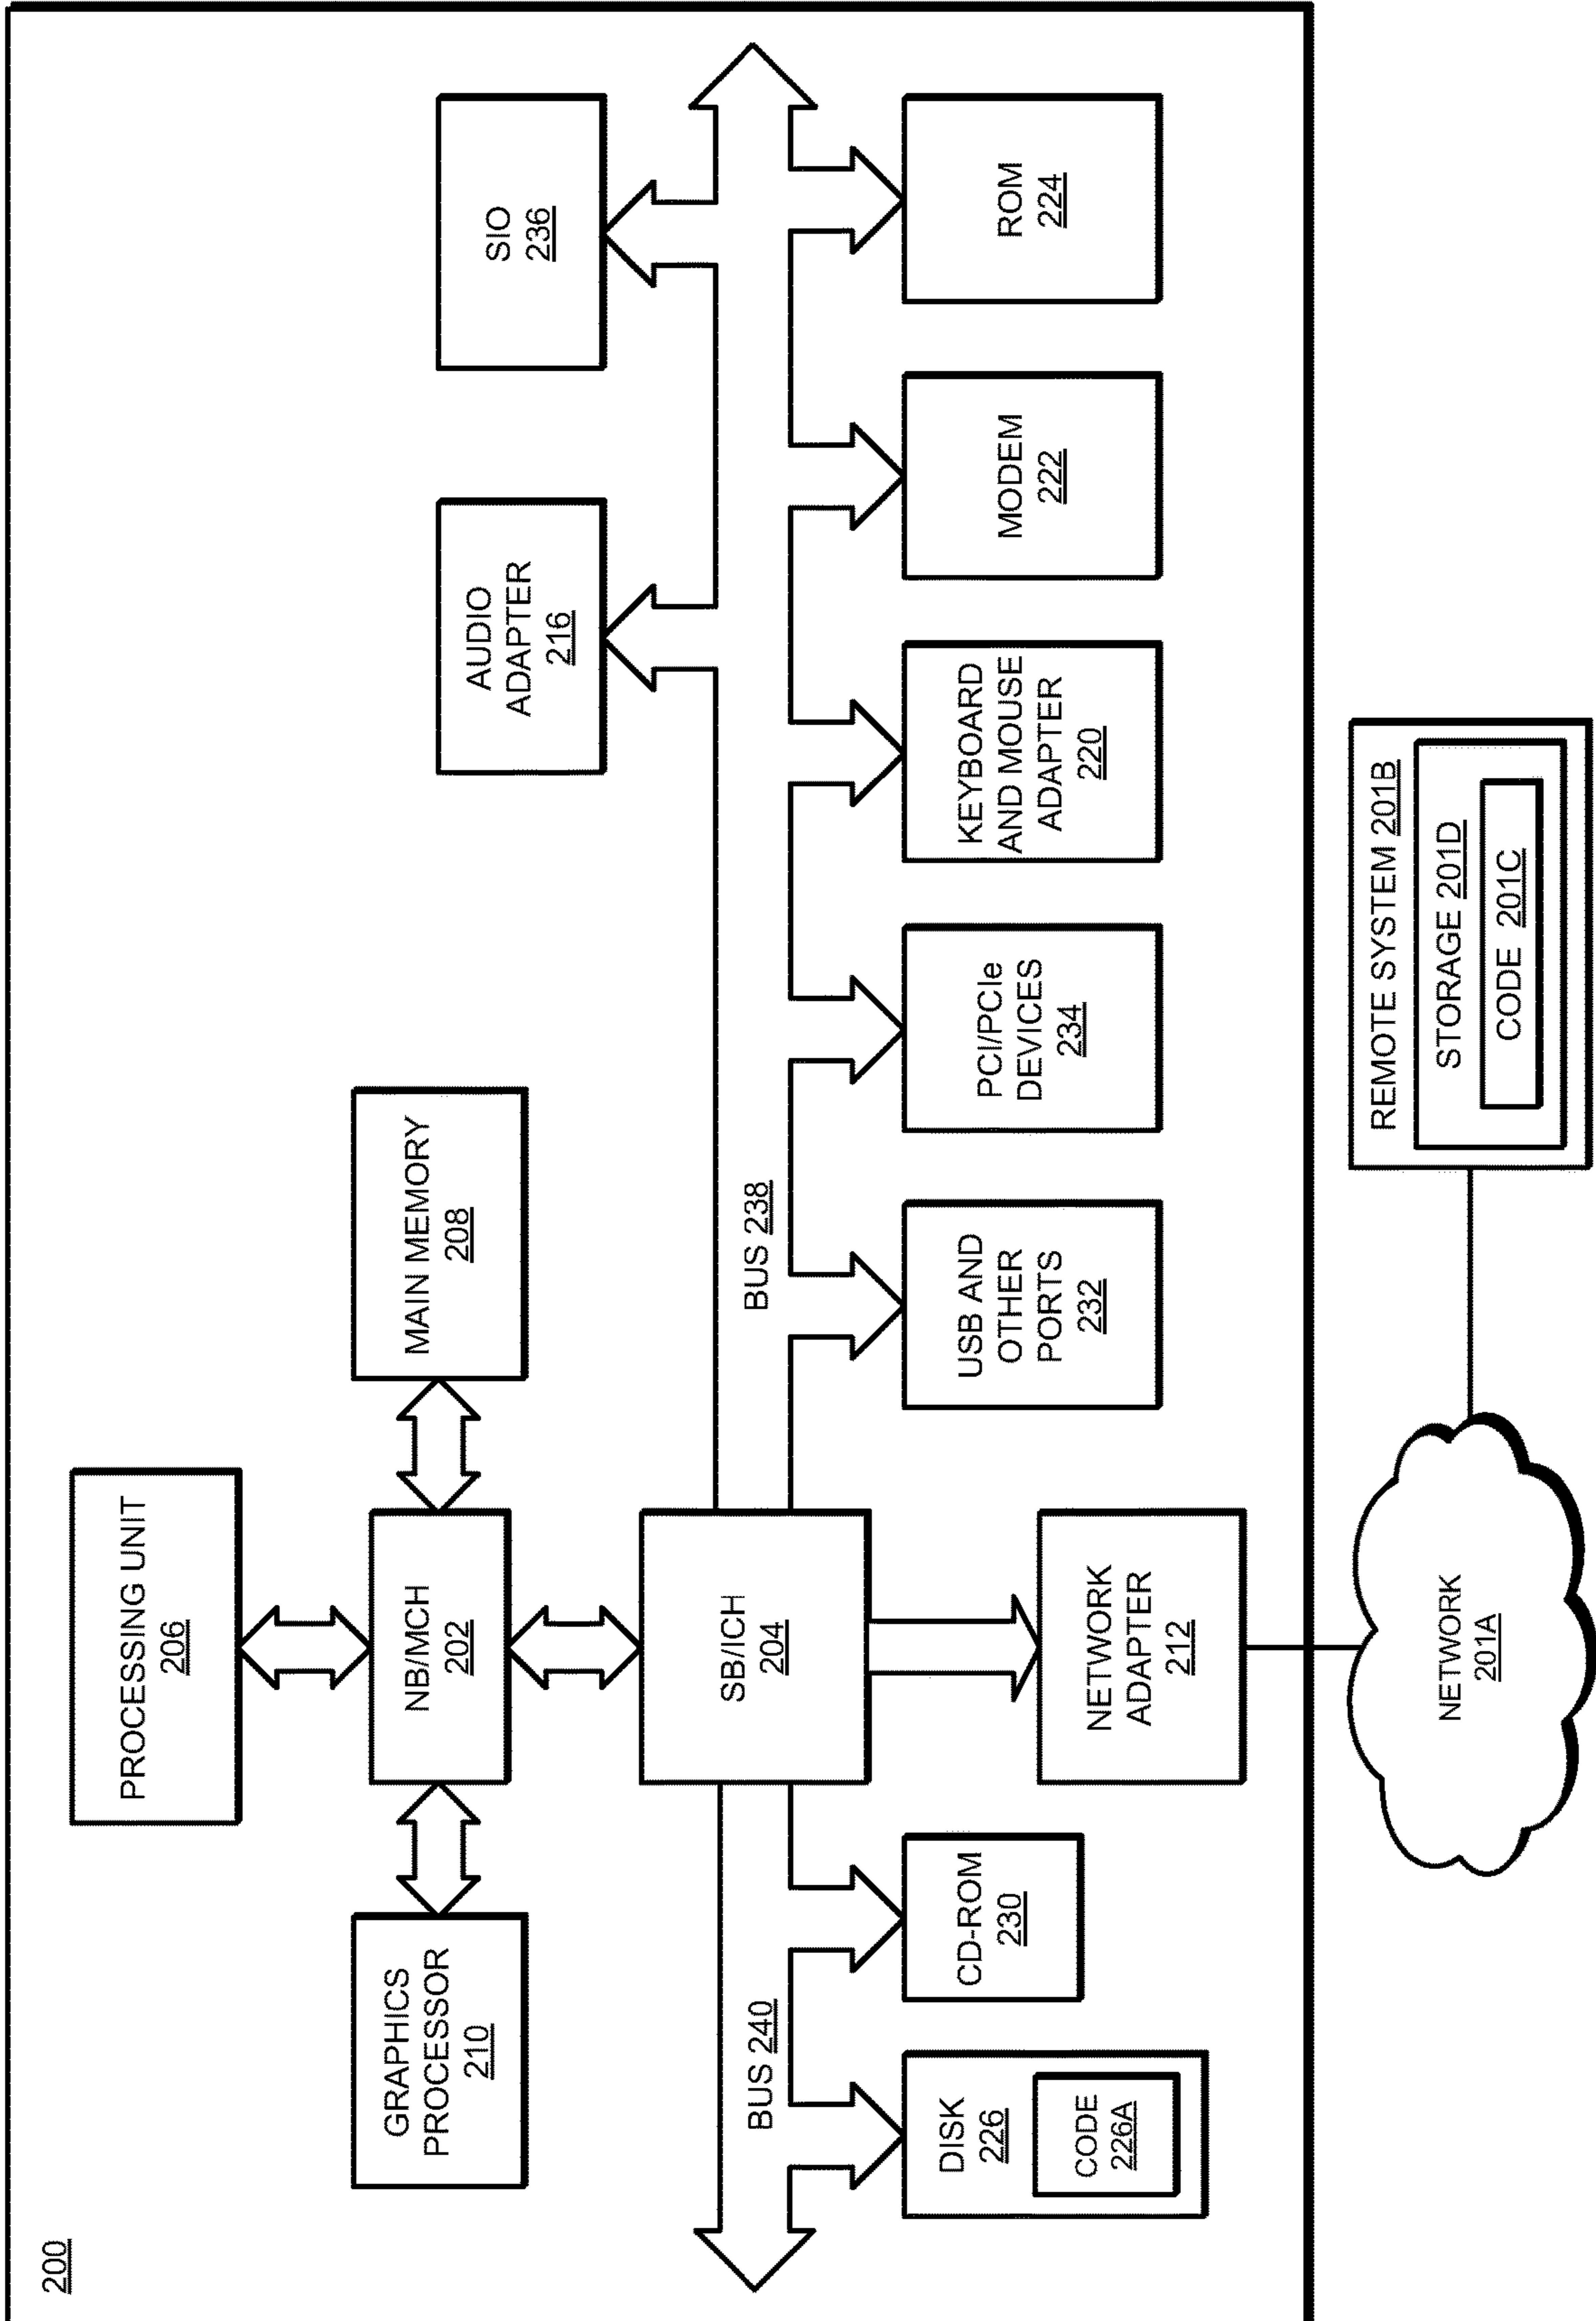 200
PROCESSING UNIT
206
GRAPHICS
PROCESSOR
210
NB/MCH
202
MAIN MEMORY
208
AUDIO
ADAPTER
216
SIO
236
SB/ICH
204
BUS 240
BUS 238
DISK
226
CODE
226A
CD-ROM
230
NETWORK
ADAPTER
212
USB AND
OTHER
PORTS
232
PCI/PCIe
DEVICES
234
KEYBOARD
AND MOUSE
ADAPTER
220
MODEM
222
ROM
224
NETWORK
201A
REMOTE SYSTEM 201B
STORAGE 201D
CODE 201C